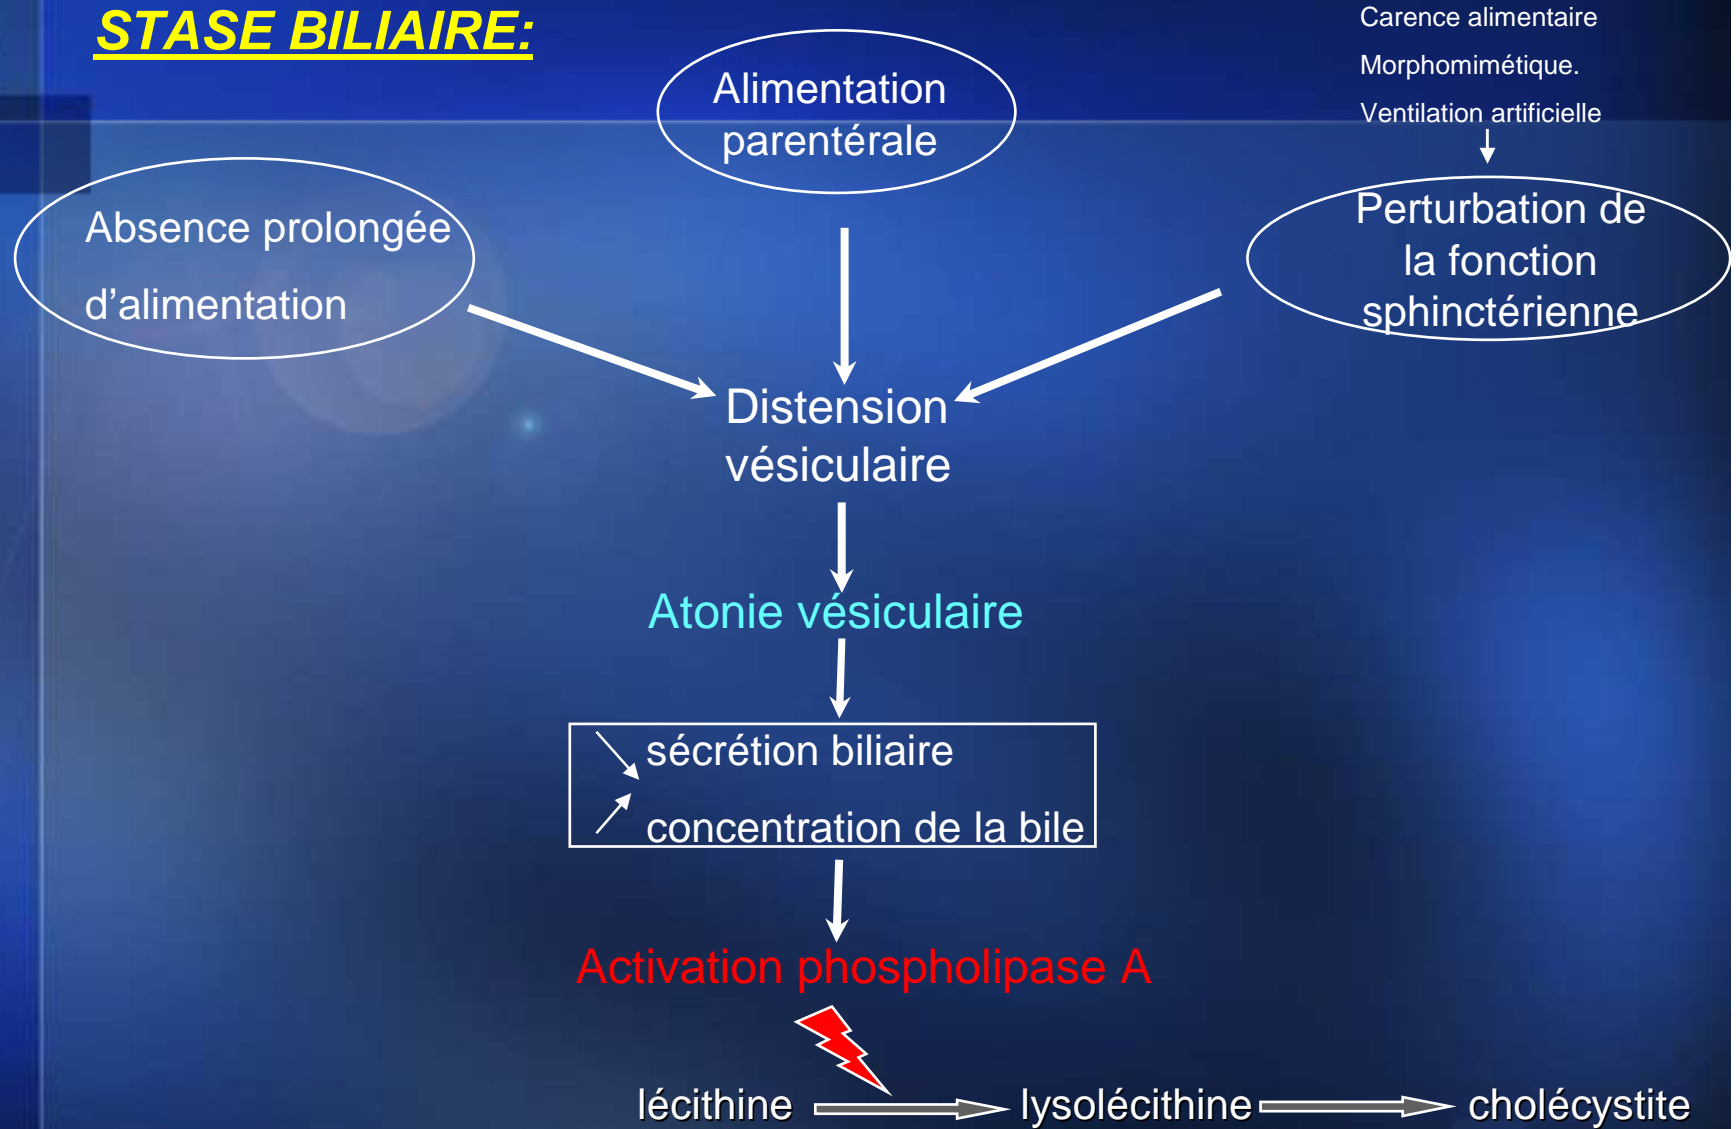 STASE BILIAIRE:
Alimentation
parentérale
Carence alimentaire
Morphomimétique.
Ventilation artificielle
Absence prolongée
d’alimentation
Perturbation de
la fonction
sphinctérienne
Distension
vésiculaire
Atonie vésiculaire
sécrétion biliaire
concentration de la bile
Activation phospholipase A
lécithine lysolécithine cholécystite